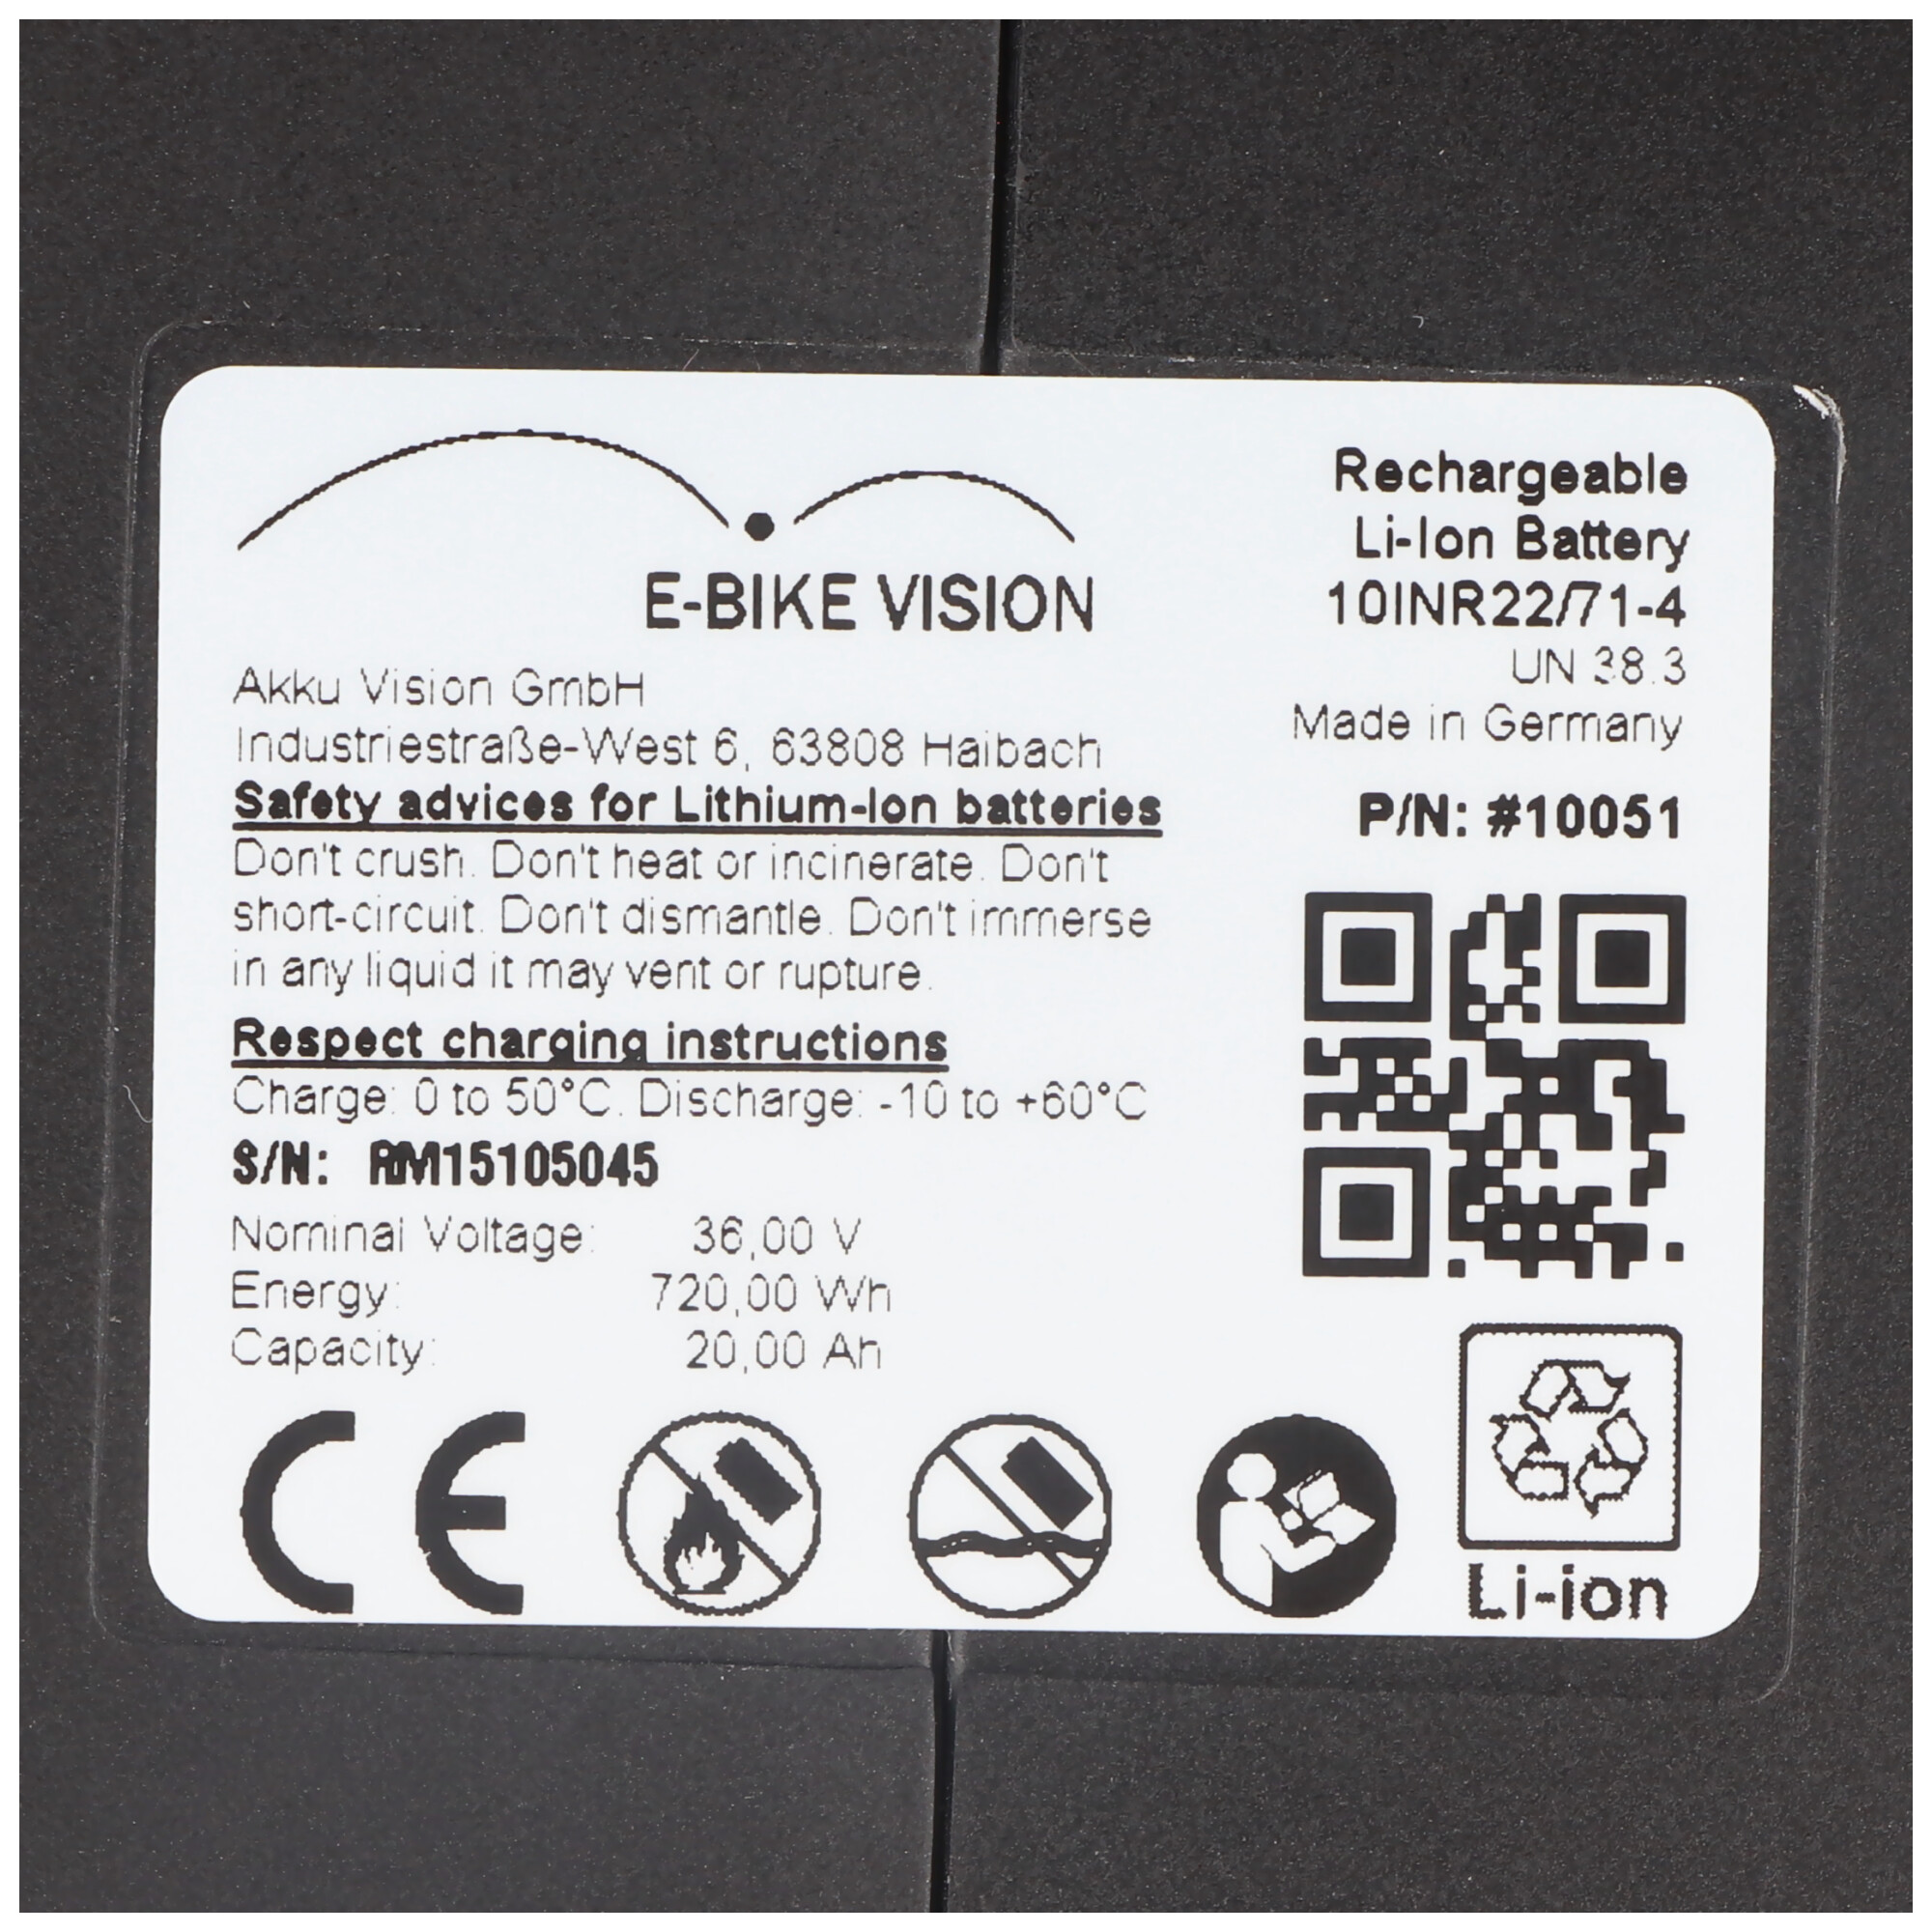 E-BIKE VISION
Akku Vision GmbH
Industriestraße-West 6, 63808 Haibach
Safety advices for Lithium-Ion batteries
Don't crush. Don't heat or incinerate. Don't
short-circuit. Don't dismantle. Don't immerse
in any liquid it may vent or rupture.
Respect charging instructions
Charge: 0 to 50°C. Discharge: -10 to +60°C
S/N: RM15105045
Nominal Voltage: 36,00 V
Energy: 720,00 Wh
Capacity: 20,00 Ah
CE
Rechargeable
Li-Ion Battery
10INR22/71-4
UN 38.3
Made in Germany
P/N: #10051
Li-ion